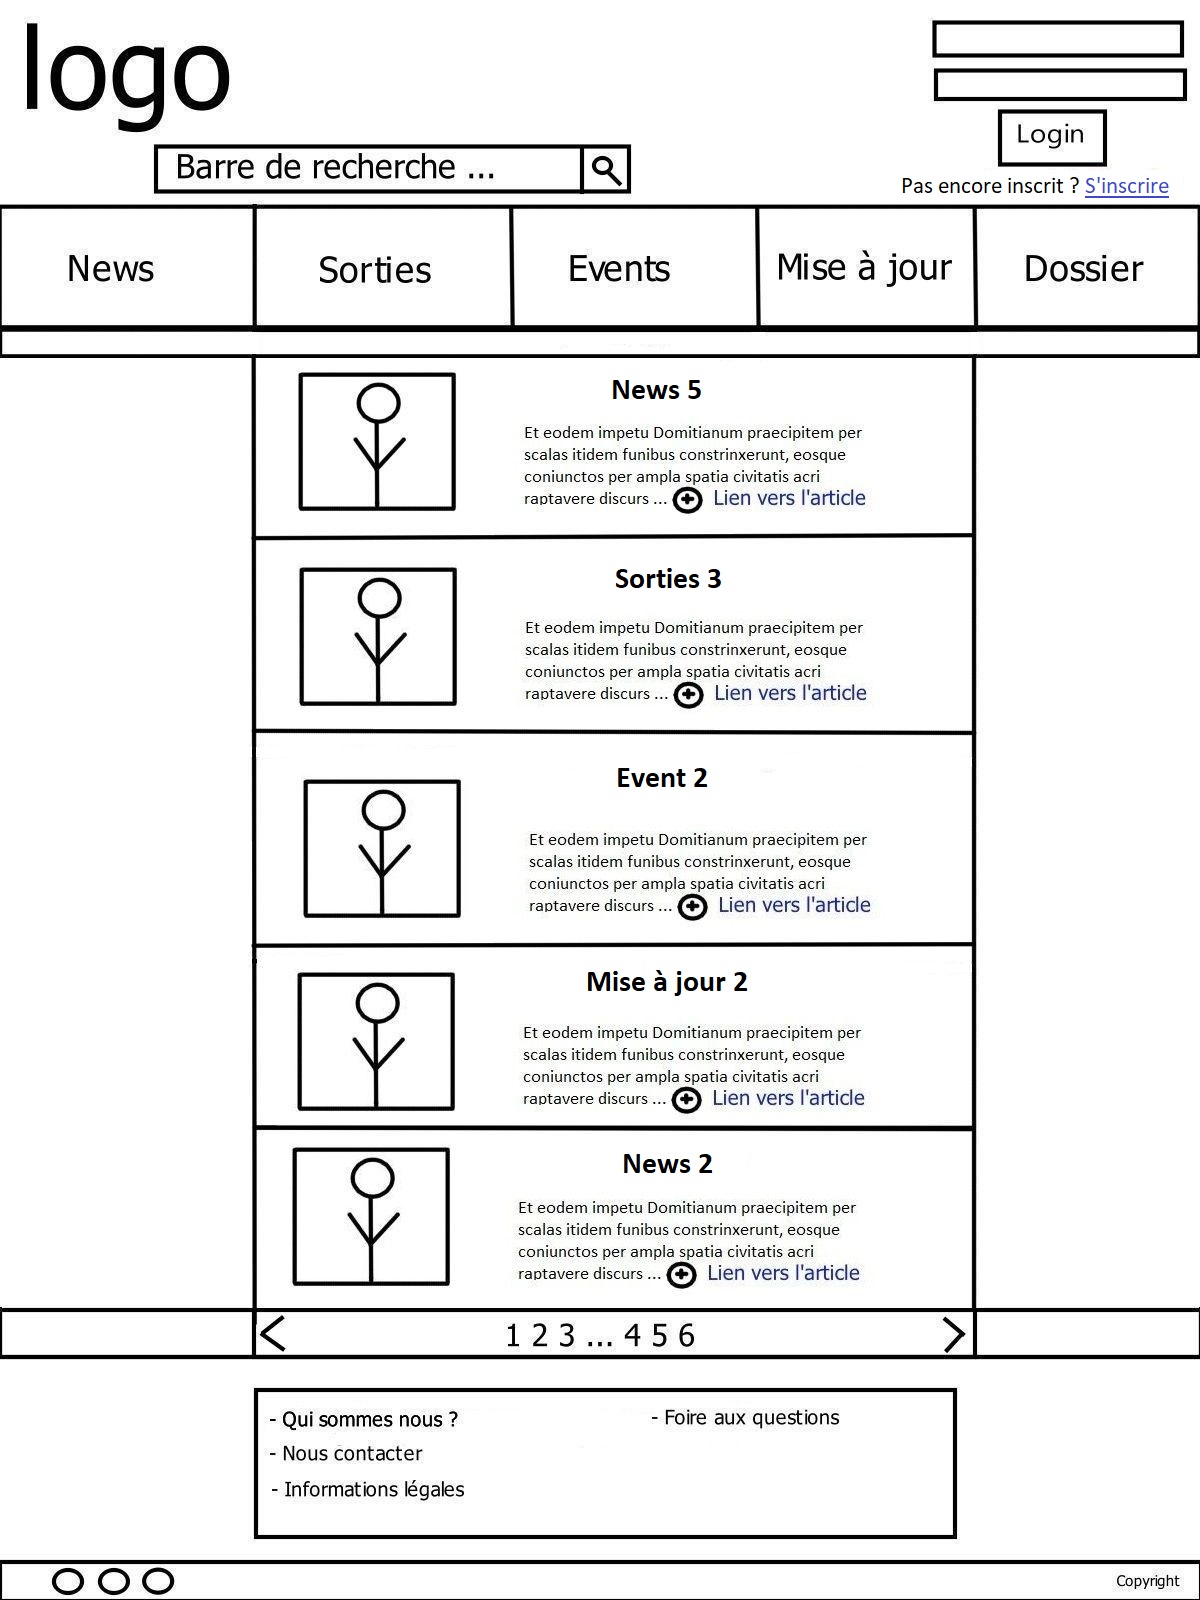 logo
Login
Barre de recherche ...
Pas encore inscrit ? S'inscrire
News
Sorties
Events
Mise à jour
Dossier
News 5
Et eodem impetu Domitianum praecipitem per
scalas itidem funibus constrinxerunt, eosque
coniunctos per ampla spatia civitatis acri
raptavere discurs ... Lien vers l'article
Sorties 3
Et eodem impetu Domitianum praecipitem per
scalas itidem funibus constrinxerunt, eosque
coniunctos per ampla spatia civitatis acri
raptavere discurs ... Lien vers l'article
Event 2
Et eodem impetu Domitianum praecipitem per
scalas itidem funibus constrinxerunt, eosque
coniunctos per ampla spatia civitatis acri
raptavere discurs ... Lien vers l'article
Mise à jour 2
Et eodem impetu Domitianum praecipitem per
scalas itidem funibus constrinxerunt, eosque
coniunctos per ampla spatia civitatis acri
raptavere discurs ... Lien vers l'article
News 2
Et eodem impetu Domitianum praecipitem per
scalas itidem funibus constrinxerunt, eosque
coniunctos per ampla spatia civitatis acri
raptavere discurs ... Lien vers l'article
< 1 2 3 ... 4 5 6 >
- Qui sommes nous ?
- Nous contacter
- Informations légales
- Foire aux questions
Copyright